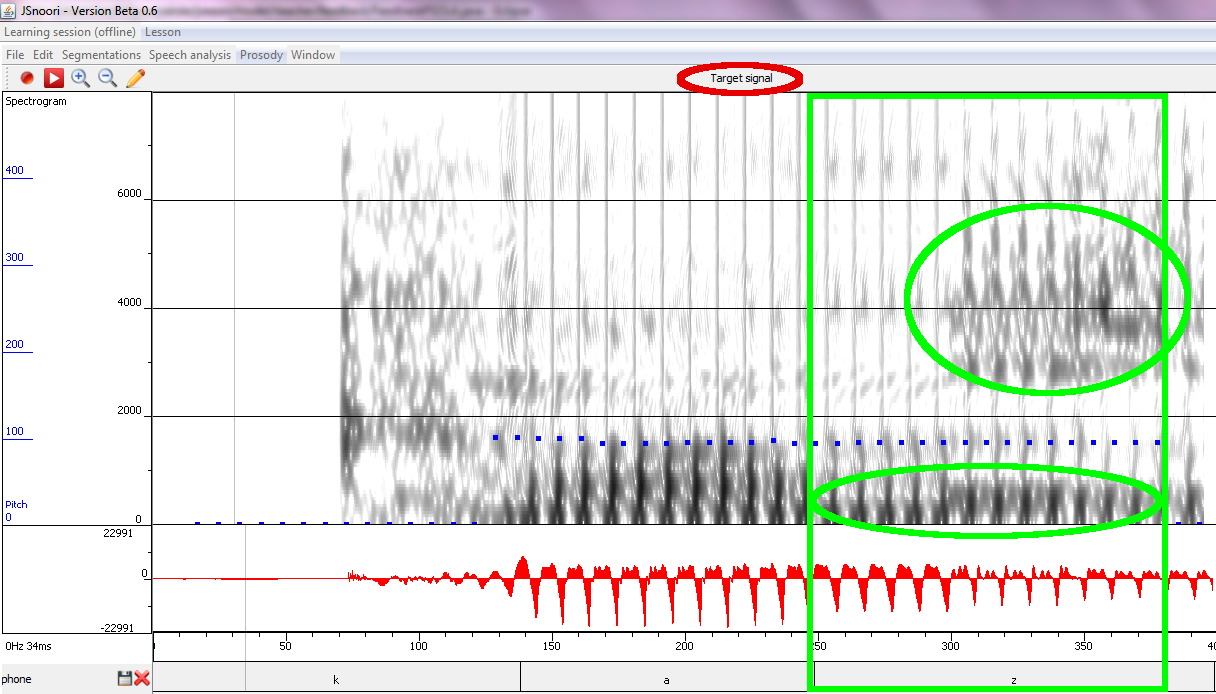 JSnoori - Version Beta 0.6
Learning session (offline) Lesson
File Edit Segmentations Speech analysis Prosody Window
Target signal
Spectrogram
400
6000
300
4000
200
2000
100
Pitch
0
0
22991
0
-22991
0Hz 34ms
50 100 150 200 250 300 350
phone
k a z